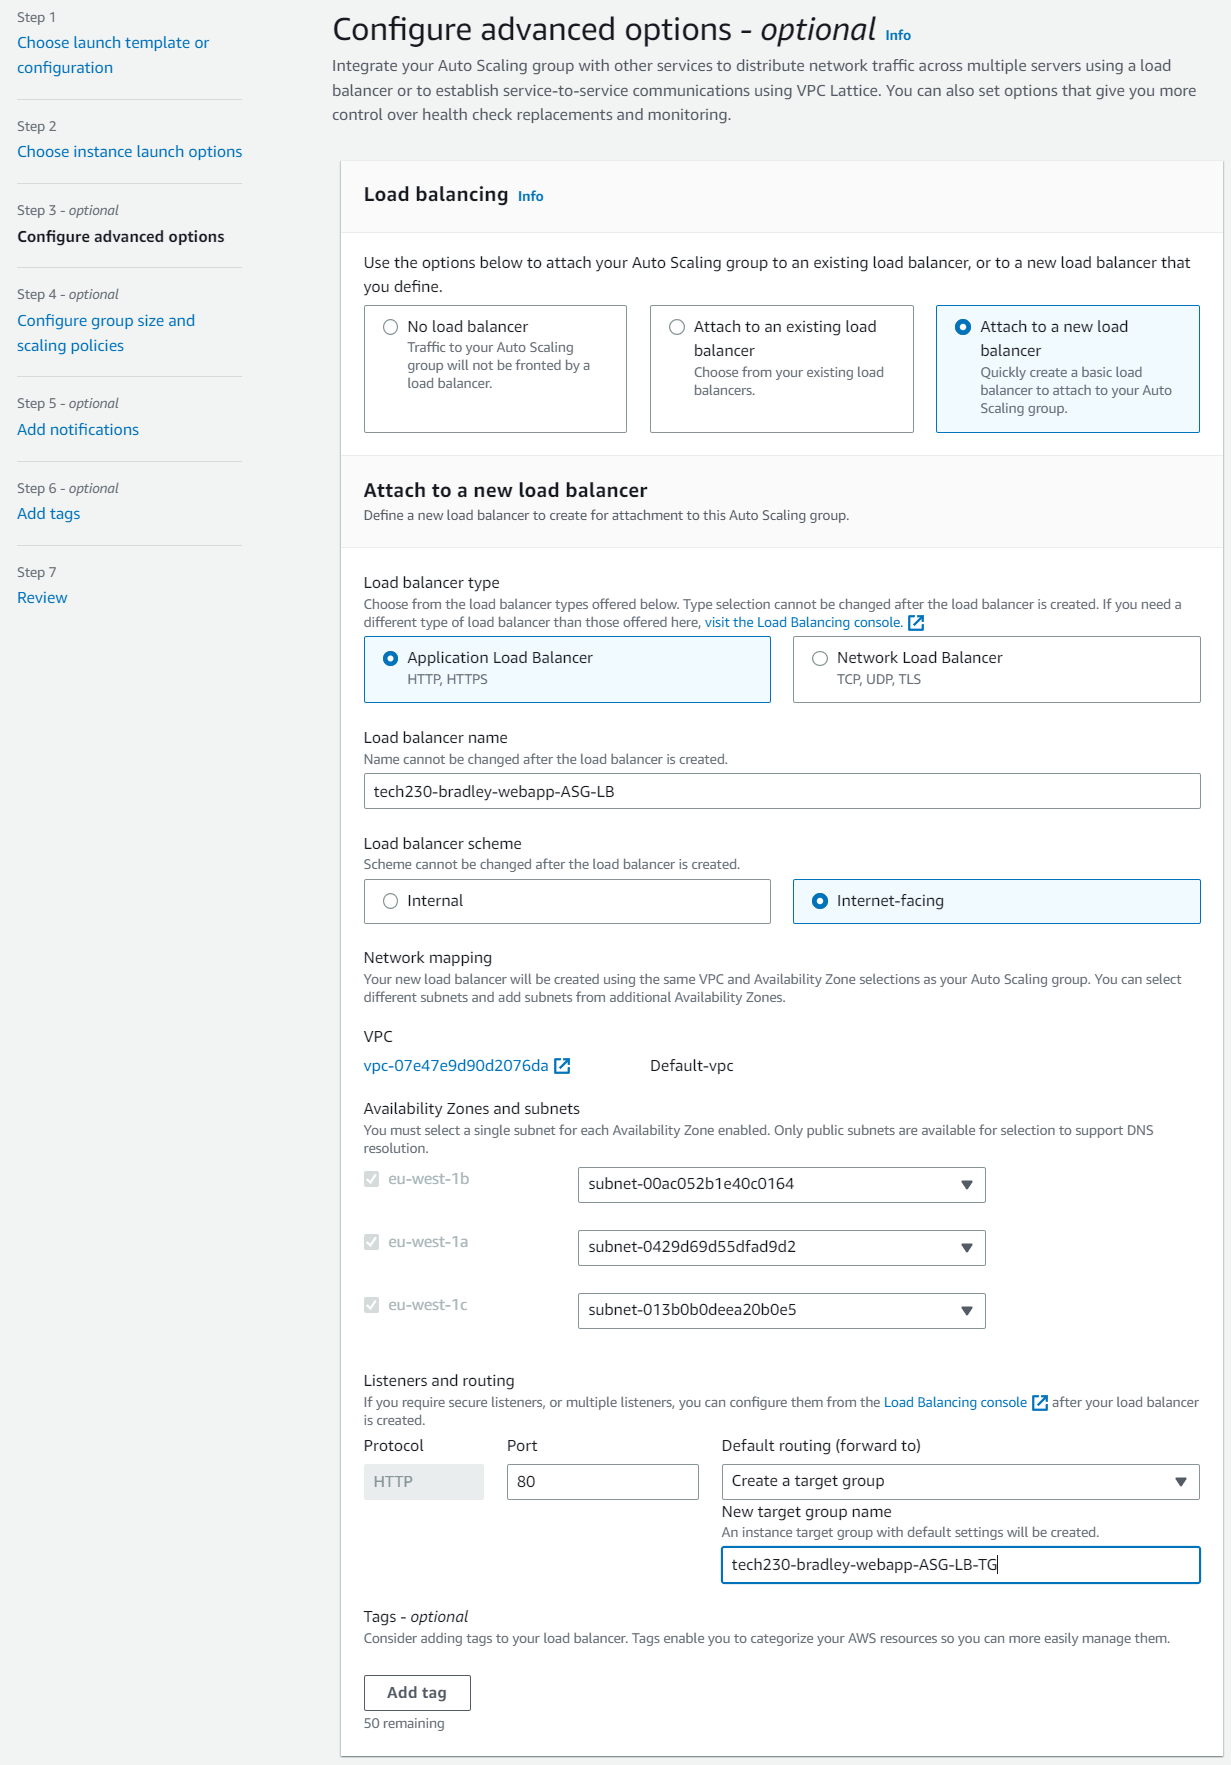 Step 1
Choose launch template or
configuration
Step 2
Choose instance launch options
Step 3 - optional
Configure advanced options
Step 4 - optional
Configure group size and
scaling policies
Step 5 - optional
Add notifications
Step 6 - optional
Add tags
Step 7
Review
Configure advanced options - optional Info
Integrate your Auto Scaling group with other services to distribute network traffic across multiple servers using a load
balancer or to establish service-to-service communications using VPC Lattice. You can also set options that give you more
control over health check replacements and monitoring.
Load balancing Info
Use the options below to attach your Auto Scaling group to an existing load balancer, or to a new load balancer that
you define.
No load balancer
Traffic to your Auto Scaling
group will not be fronted by a
load balancer.
Attach to an existing load
balancer
Choose from your existing load
balancers.
Attach to a new load
balancer
Quickly create a basic load
balancer to attach to your Auto
Scaling group.
Attach to a new load balancer
Define a new load balancer to create for attachment to this Auto Scaling group.
Load balancer type
Choose from the load balancer types offered below. Type selection cannot be changed after the load balancer is created. If you need a
different type of load balancer than those offered here, visit the Load Balancing console.
Application Load Balancer
HTTP, HTTPS
Network Load Balancer
TCP, UDP, TLS
Load balancer name
Name cannot be changed after the load balancer is created.
tech230-bradley-webapp-ASG-LB
Load balancer scheme
Scheme cannot be changed after the load balancer is created.
Internal
Internet-facing
Network mapping
Your new load balancer will be created using the same VPC and Availability Zone selections as your Auto Scaling group. You can select
different subnets and add subnets from additional Availability Zones.
VPC
vpc-07e47e9d90d2076da Default-vpc
Availability Zones and subnets
You must select a single subnet for each Availability Zone enabled. Only public subnets are available for selection to support DNS
resolution.
eu-west-1b subnet-00ac052b1e40c0164
eu-west-1a subnet-0429d69d55dfad9d2
eu-west-1c subnet-013b0b0deea20b0e5
Listeners and routing
If you require secure listeners, or multiple listeners, you can configure them from the Load Balancing console after your load balancer
is created.
Protocol Port Default routing (forward to)
HTTP 80 Create a target group
New target group name
An instance target group with default settings will be created.
tech230-bradley-webapp-ASG-LB-TG
Tags - optional
Consider adding tags to your load balancer. Tags enable you to categorize your AWS resources so you can more easily manage them.
Add tag
50 remaining